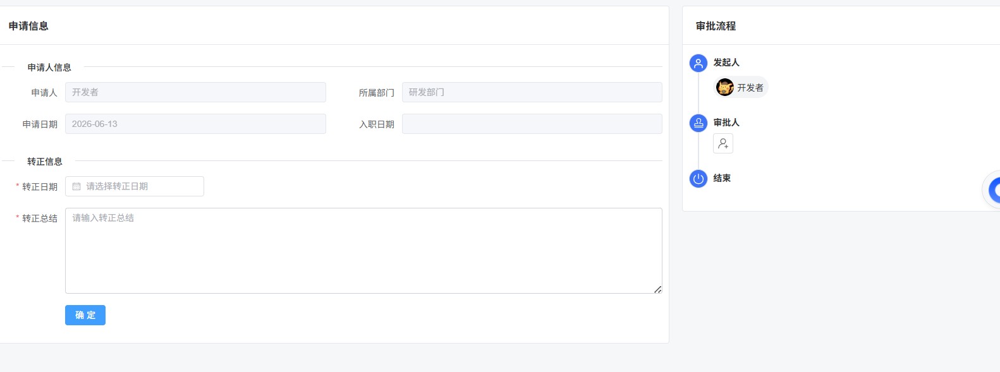 申请信息
申请人信息
申请人 开发者 所属部门 研发部门
申请日期 2026-06-13 入职日期
转正信息
* 转正日期 请选择转正日期
* 转正总结 请输入转正总结
确 定
审批流程
发起人
开发者
审批人
结束